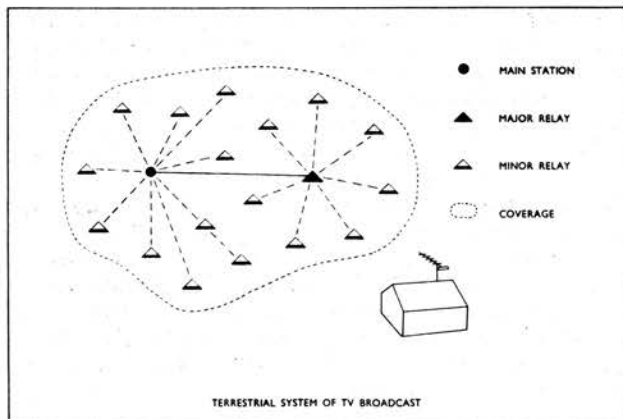 MAIN STATION
MAJOR RELAY
MINOR RELAY
COVERAGE
TERRESTRIAL SYSTEM OF TV BROADCAST